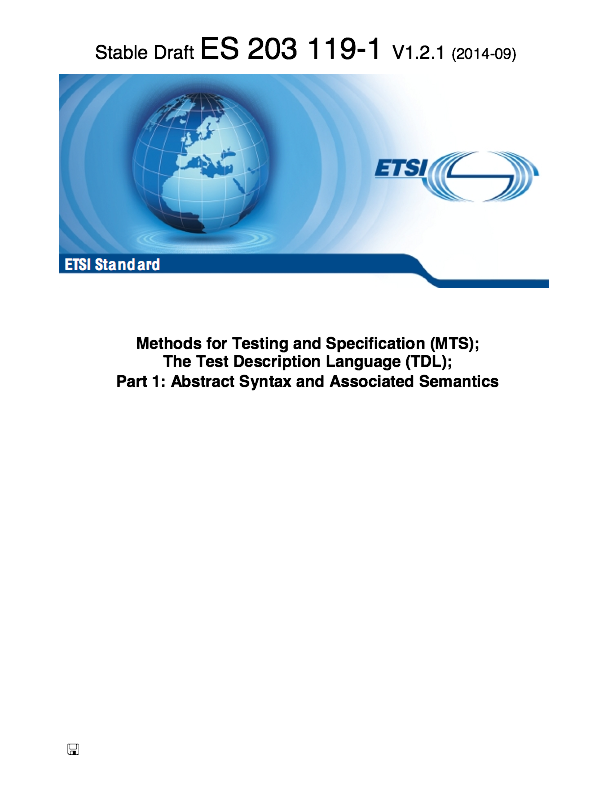 Stable Draft ES 203 119-1 V1.2.1 (2014-09)
ETSI
ETSI Standard
Methods for Testing and Specification (MTS);
The Test Description Language (TDL);
Part 1: Abstract Syntax and Associated Semantics